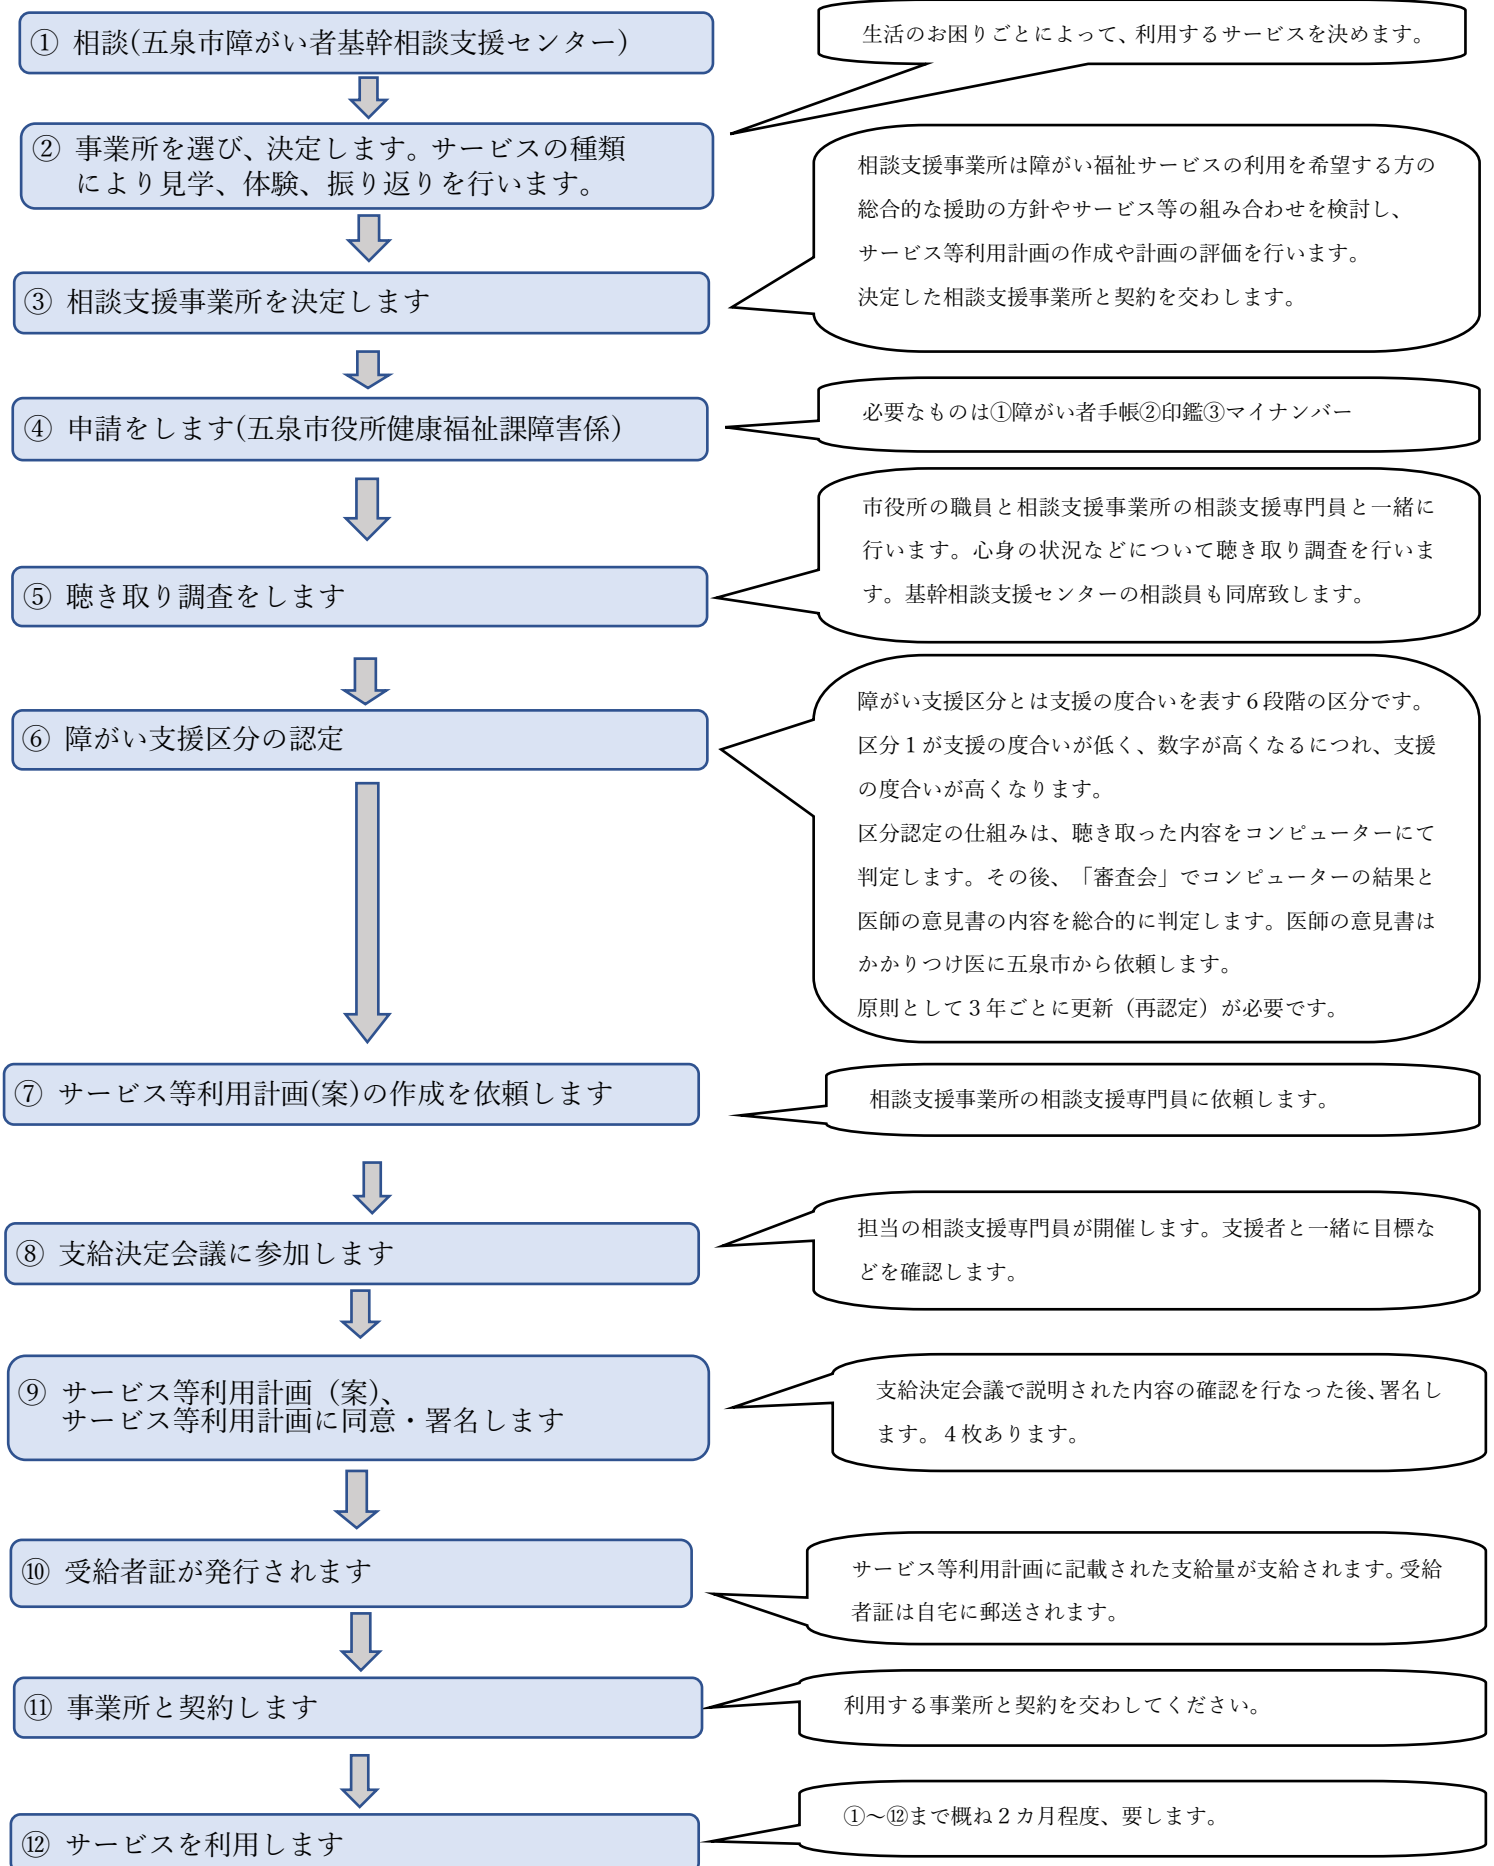 ① 相談(五泉市障がい者基幹相談支援センター)
生活のお困りごとによって、利用するサービスを決めます。
② 事業所を選び、決定します。サービスの種類
により見学、体験、振り返りを行います。
相談支援事業所は障がい福祉サービスの利用を希望する方の
総合的な援助の方針やサービス等の組み合わせを検討し、
サービス等利用計画の作成や計画の評価を行います。
決定した相談支援事業所と契約を交わします。
③ 相談支援事業所を決定します
④ 申請をします(五泉市役所健康福祉課障害係)
必要なものは①障がい者手帳②印鑑③マイナンバー
⑤ 聴き取り調査をします
市役所の職員と相談支援事業所の相談支援専門員と一緒に
行います。心身の状況などについて聴き取り調査を行いま
す。基幹相談支援センターの相談員も同席致します。
⑥ 障がい支援区分の認定
障がい支援区分とは支援の度合いを表す6段階の区分です。
区分1が支援の度合いが低く、数字が高くなるにつれ、支援
の度合いが高くなります。
区分認定の仕組みは、聴き取った内容をコンピューターにて
判定します。その後、「審査会」でコンピューターの結果と
医師の意見書の内容を総合的に判定します。医師の意見書は
かかりつけ医に五泉市から依頼します。
原則として3年ごとに更新（再認定）が必要です。
⑦ サービス等利用計画(案)の作成を依頼します
相談支援事業所の相談支援専門員に依頼します。
⑧ 支給決定会議に参加します
担当の相談支援専門員が開催します。支援者と一緒に目標な
どを確認します。
⑨ サービス等利用計画（案）、
サービス等利用計画に同意・署名します
支給決定会議で説明された内容の確認を行なった後、署名し
ます。4枚あります。
⑩ 受給者証が発行されます
サービス等利用計画に記載された支給量が支給されます。受給
者証は自宅に郵送されます。
⑪ 事業所と契約します
利用する事業所と契約を交わしてください。
⑫ サービスを利用します
①～⑫まで概ね2カ月程度、要します。